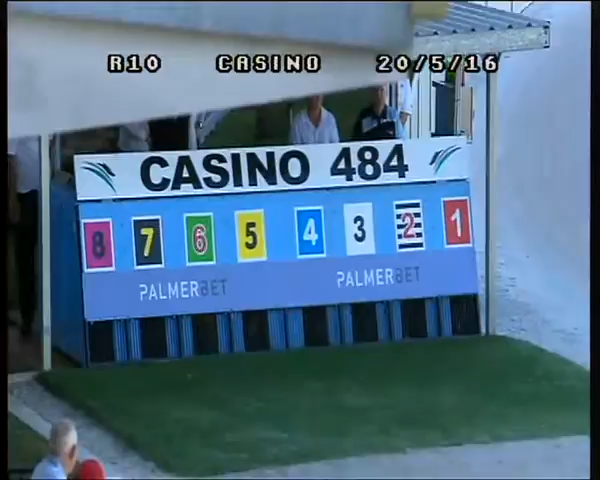 R10 CASINO 20/5/16
CASINO 484
8 7 6 5 4 3 2 1
PALMERBET PALMERBET